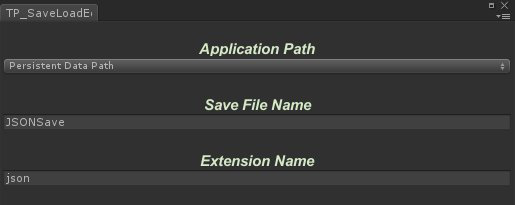 TP_SaveLoadE
Application Path
Persistent Data Path
Save File Name
JSONSave
Extension Name
json